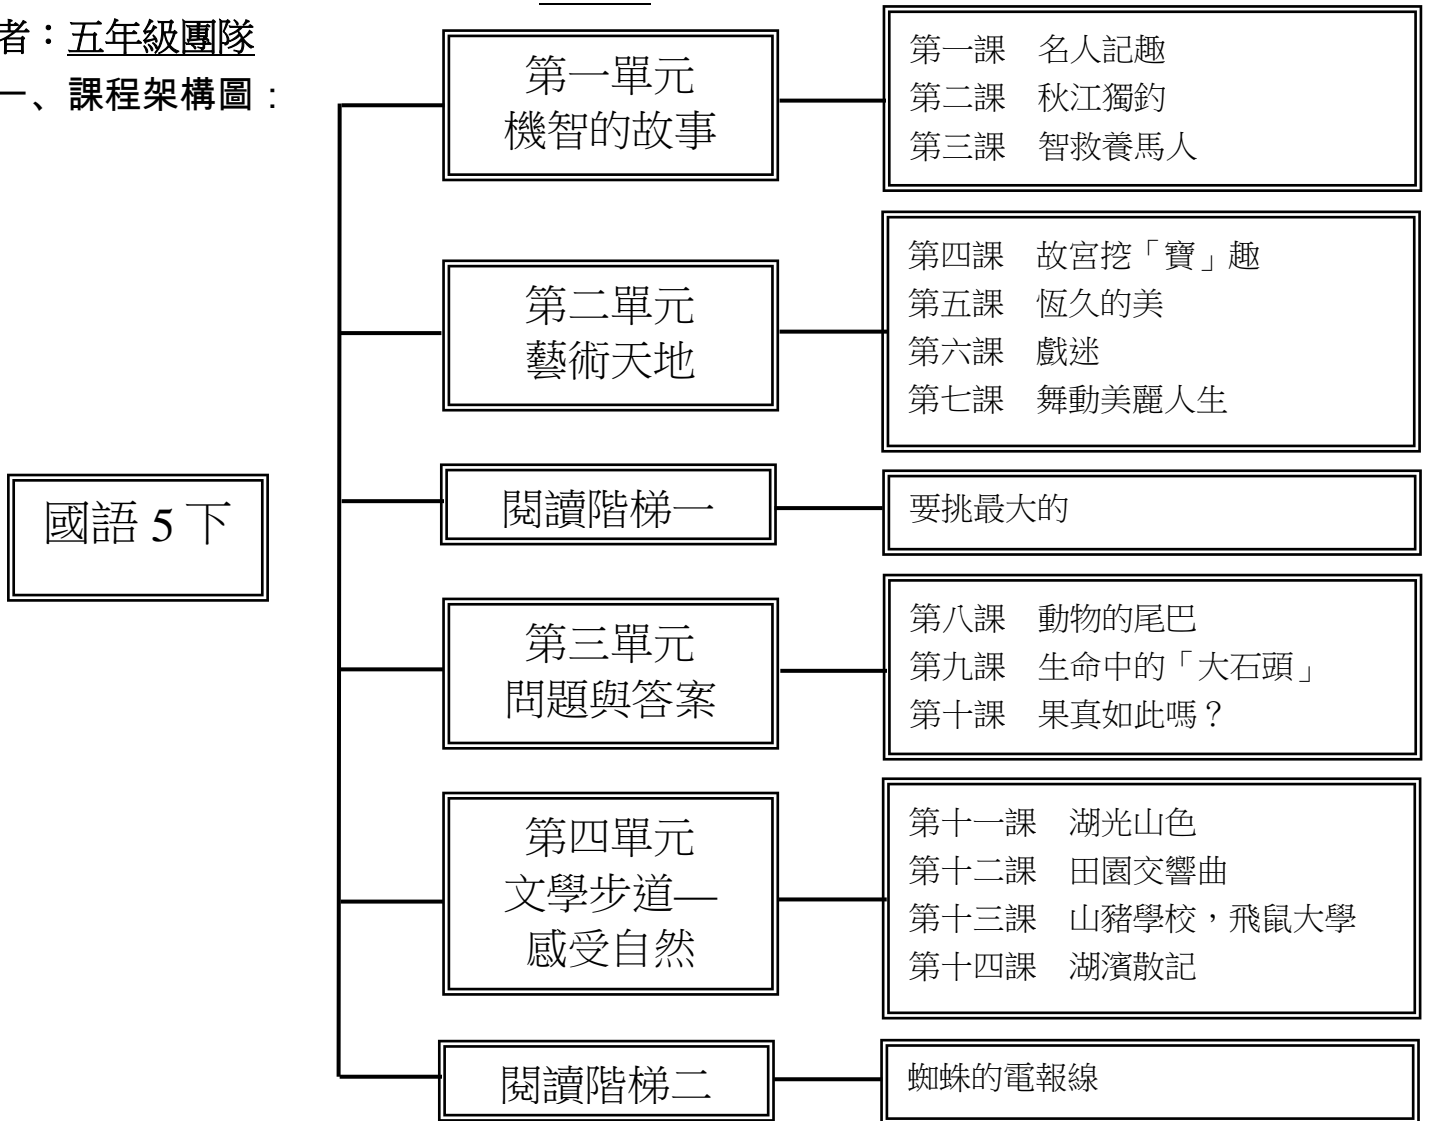 者：五年級團隊
一、課程架構圖：
國語 5 下
第一單元
機智的故事
第一課　名人記趣
第二課　秋江獨釣
第三課　智救養馬人
第二單元
藝術天地
第四課　故宮挖「寶」趣
第五課　恆久的美
第六課　戲迷
第七課　舞動美麗人生
閱讀階梯一
要挑最大的
第三單元
問題與答案
第八課　動物的尾巴
第九課　生命中的「大石頭」
第十課　果真如此嗎？
第四單元
文學步道—
感受自然
第十一課　湖光山色
第十二課　田園交響曲
第十三課　山豬學校，飛鼠大學
第十四課　湖濱散記
閱讀階梯二
蜘蛛的電報線